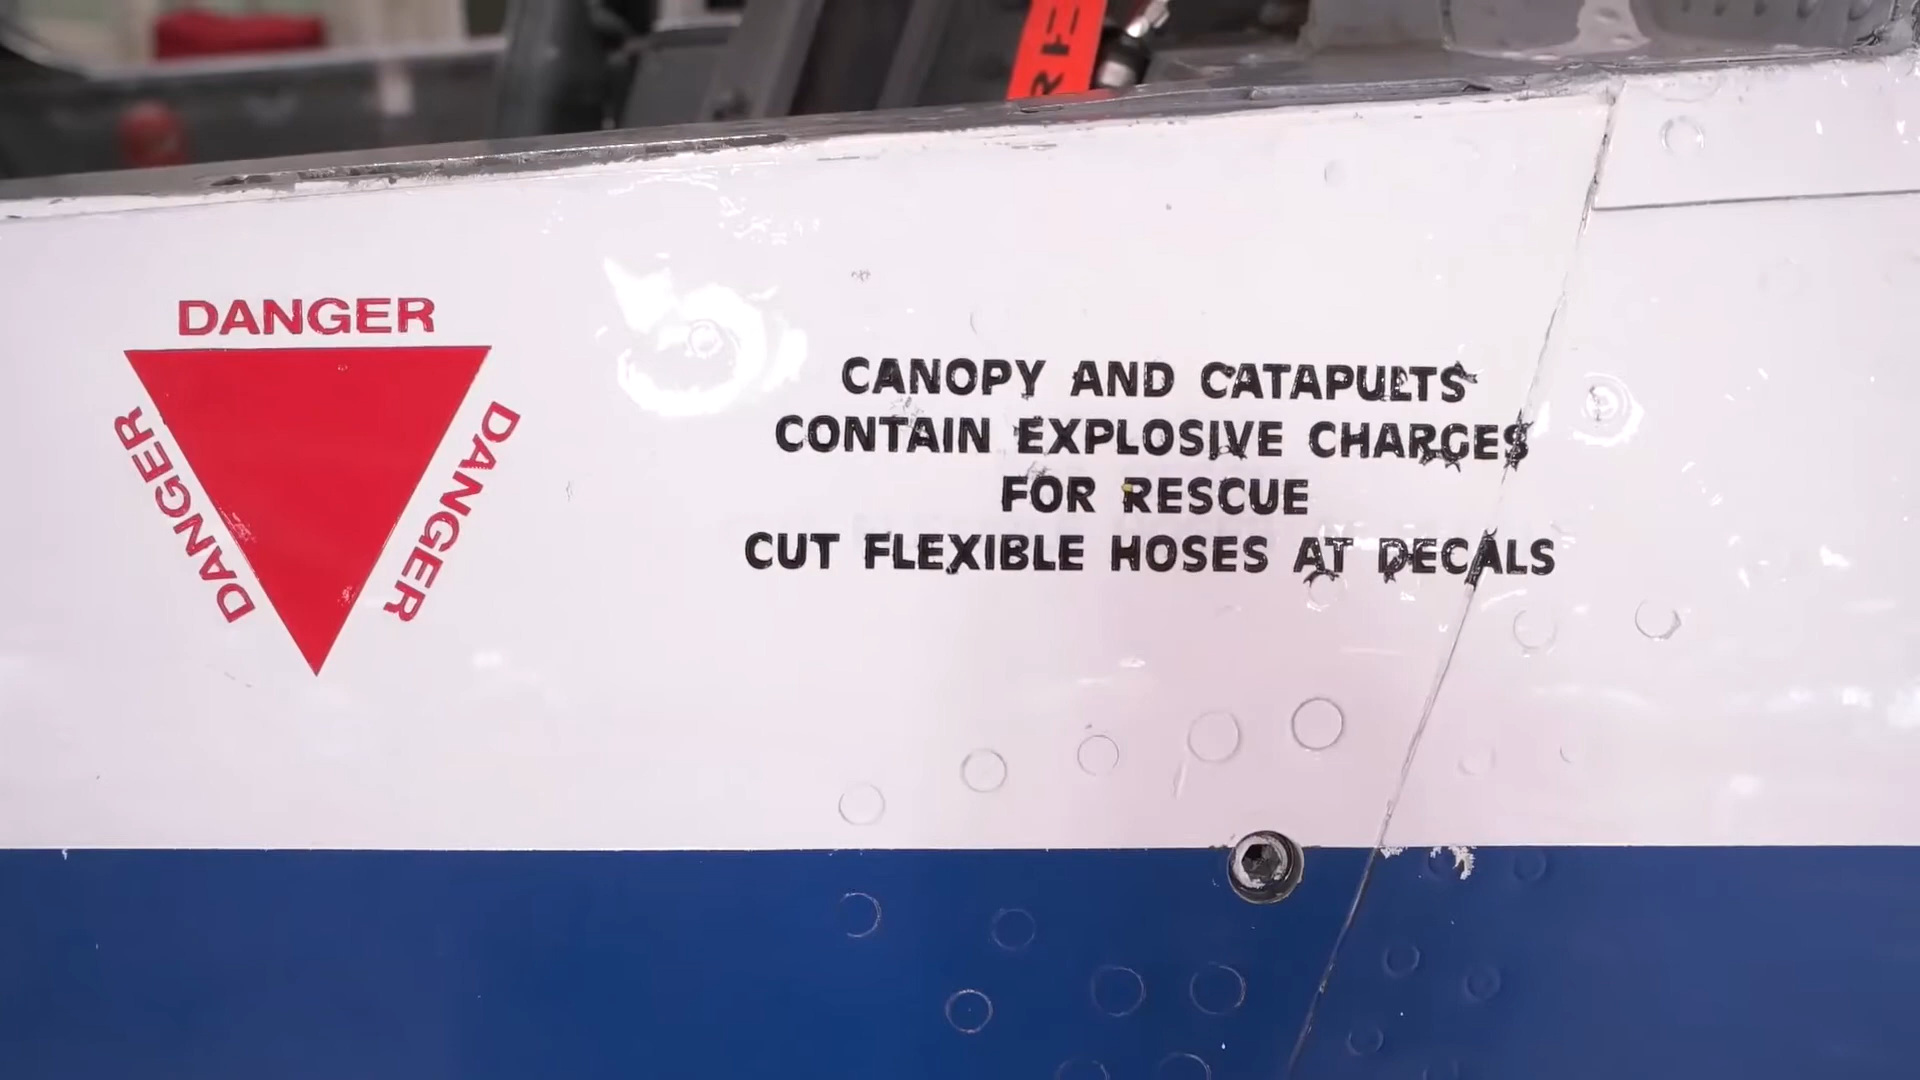 DANGER
DANGER
DANGER
CANOPY AND CATAPULTS
CONTAIN EXPLOSIVE CHARGES
FOR RESCUE
CUT FLEXIBLE HOSES AT DECALS